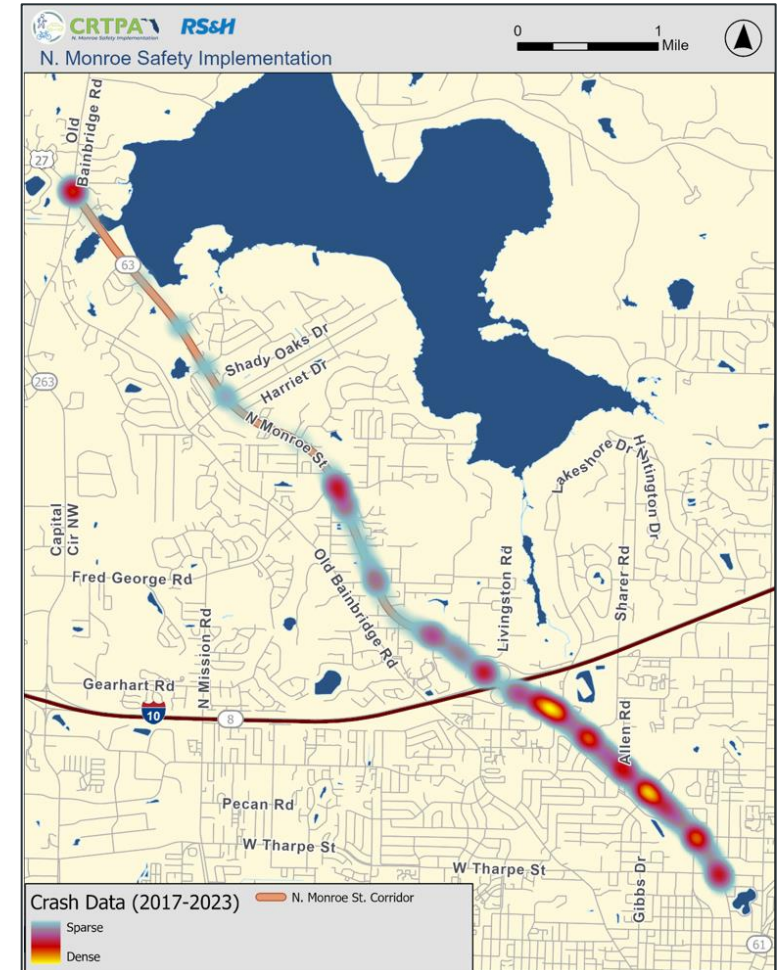 CRTPA
N. Monroe Safety Implementation
RS&H
N. Monroe Safety Implementation
0 1
Mile
Old
Bainbridge Rd
27
63
Shady Oaks Dr
Harriet Dr
263
N Monroe St
Lakeshore Dr
Huntington Dr
Capital
Cir NW
Fred George Rd
Old Bainbridge Rd
Livingston Rd
Sharer Rd
N Mission Rd
Gearhart Rd
10
8
Allen Rd
Pecan Rd
W Tharpe St
W Tharpe St
Gibbs Dr
61
Crash Data (2017-2023)
N. Monroe St. Corridor
Sparse
Dense